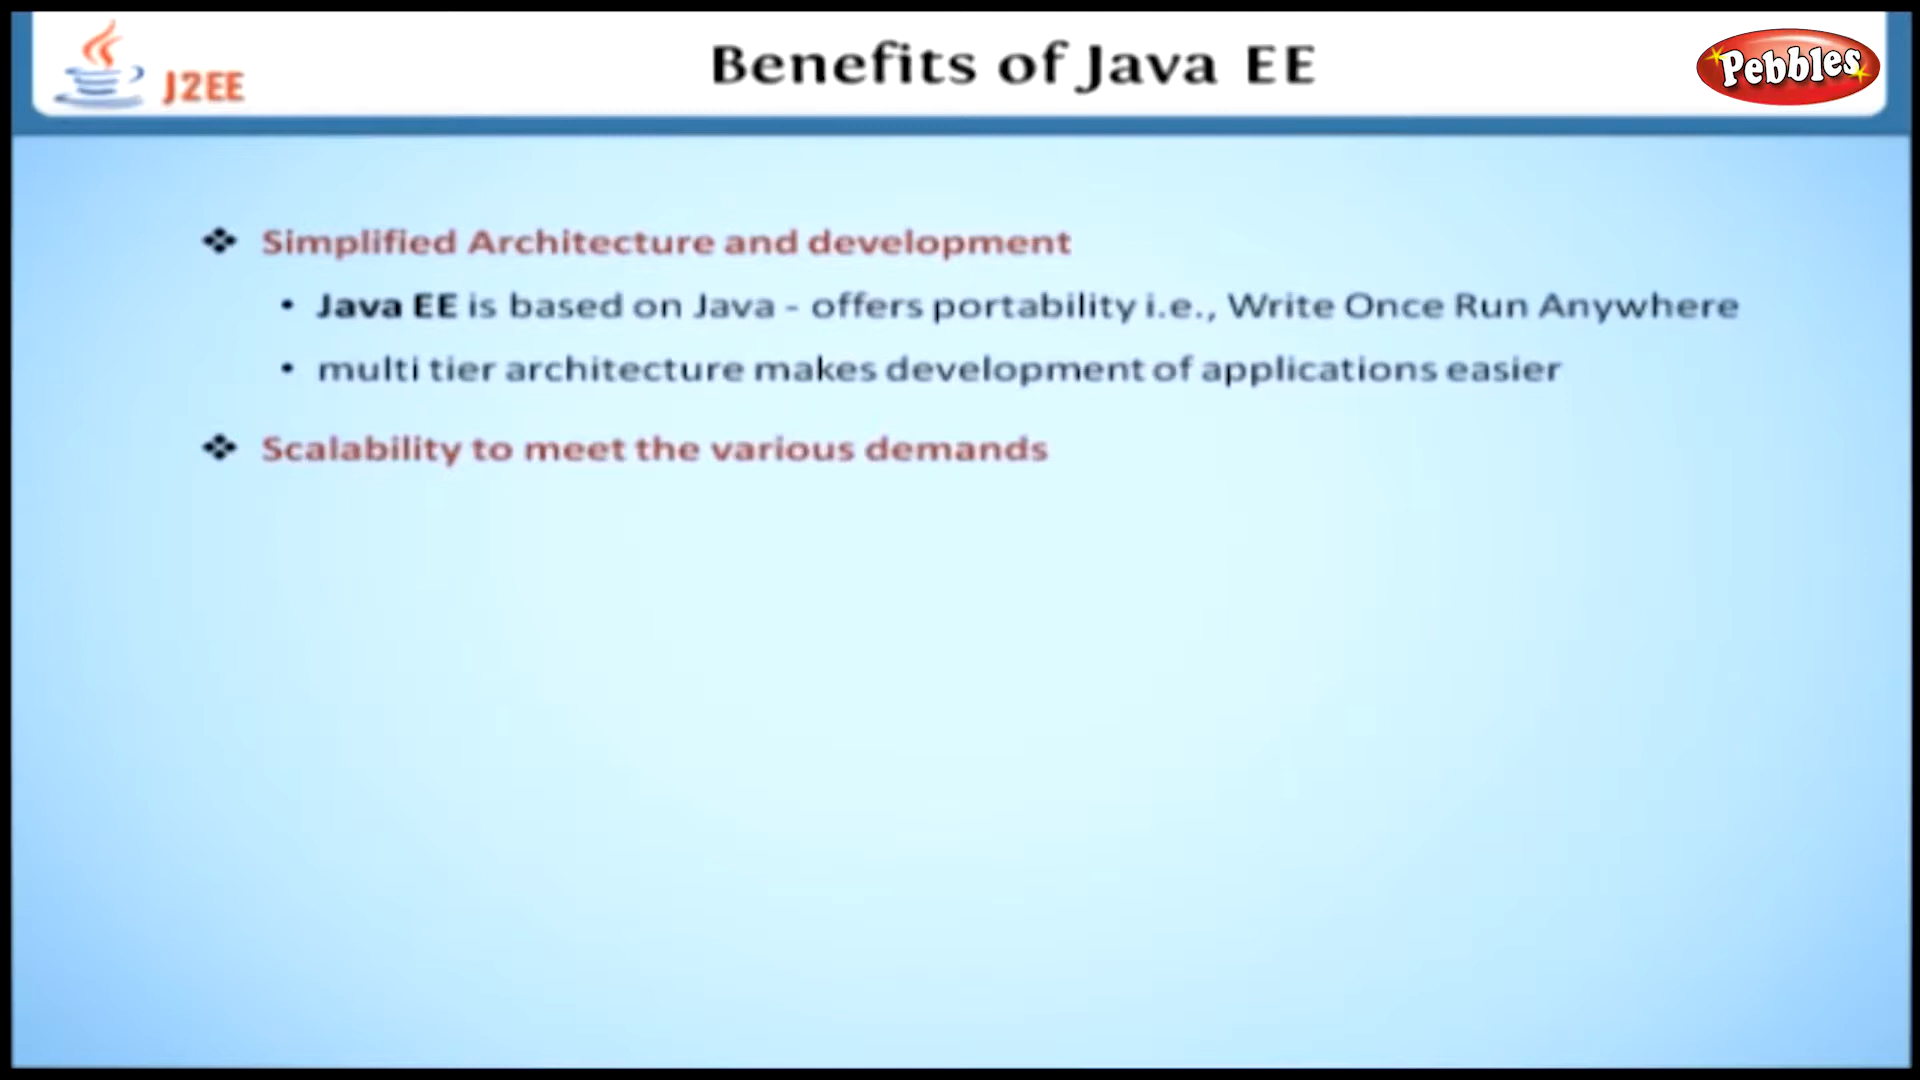 J2EE
Benefits of Java EE
Pebbles
❖ Simplified Architecture and development
• Java EE is based on Java - offers portability i.e., Write Once Run Anywhere
• multi tier architecture makes development of applications easier
❖ Scalability to meet the various demands